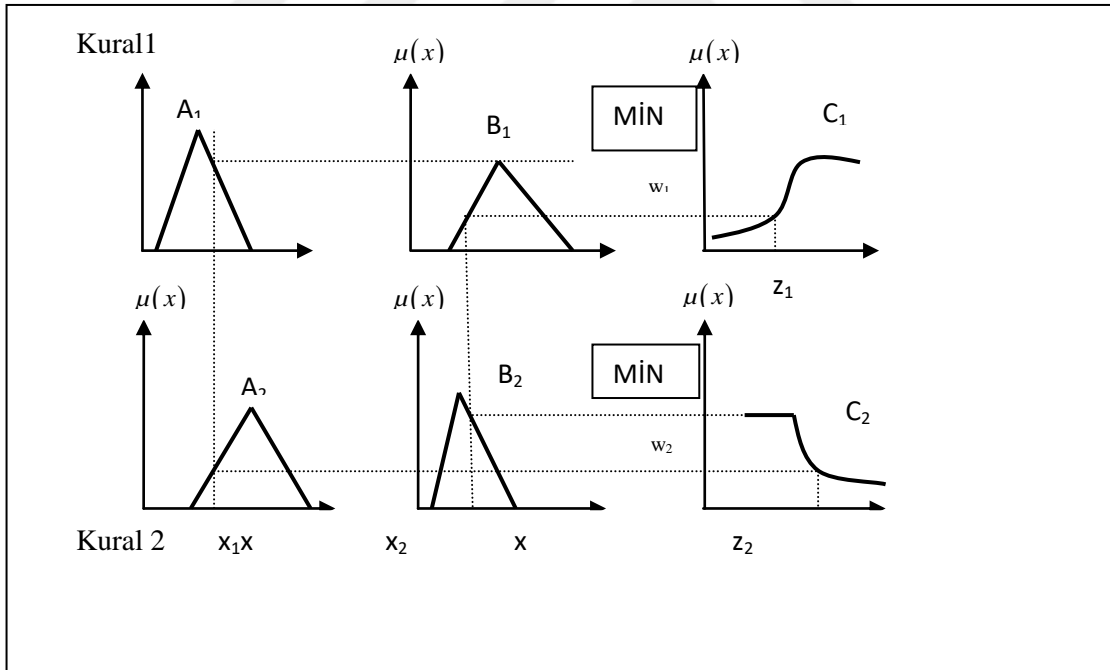 Kural1
μ(x)
μ(x)
A₁
B₁
MİN
C₁
w₁
z₁
μ(x)
μ(x)
μ(x)
A₂
B₂
MİN
C₂
w₂
Kural 2 x₁x x₂ x z₂